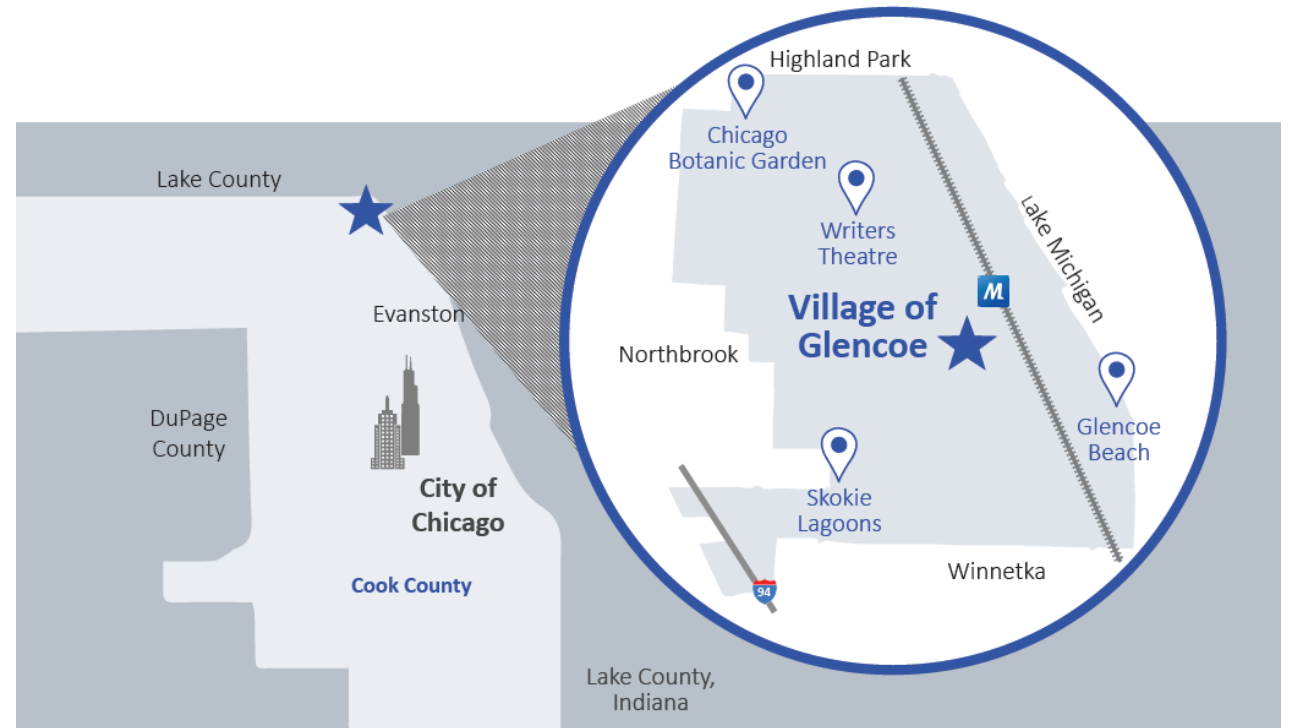 Highland Park
Chicago
Botanic Garden
Lake County
Writers
Theatre
Lake Michigan
M
Village of
Glencoe
Evanston
Northbrook
DuPage
County
Glencoe
Beach
City of
Chicago
Skokie
Lagoons
Winnetka
Cook County
94
Lake County,
Indiana